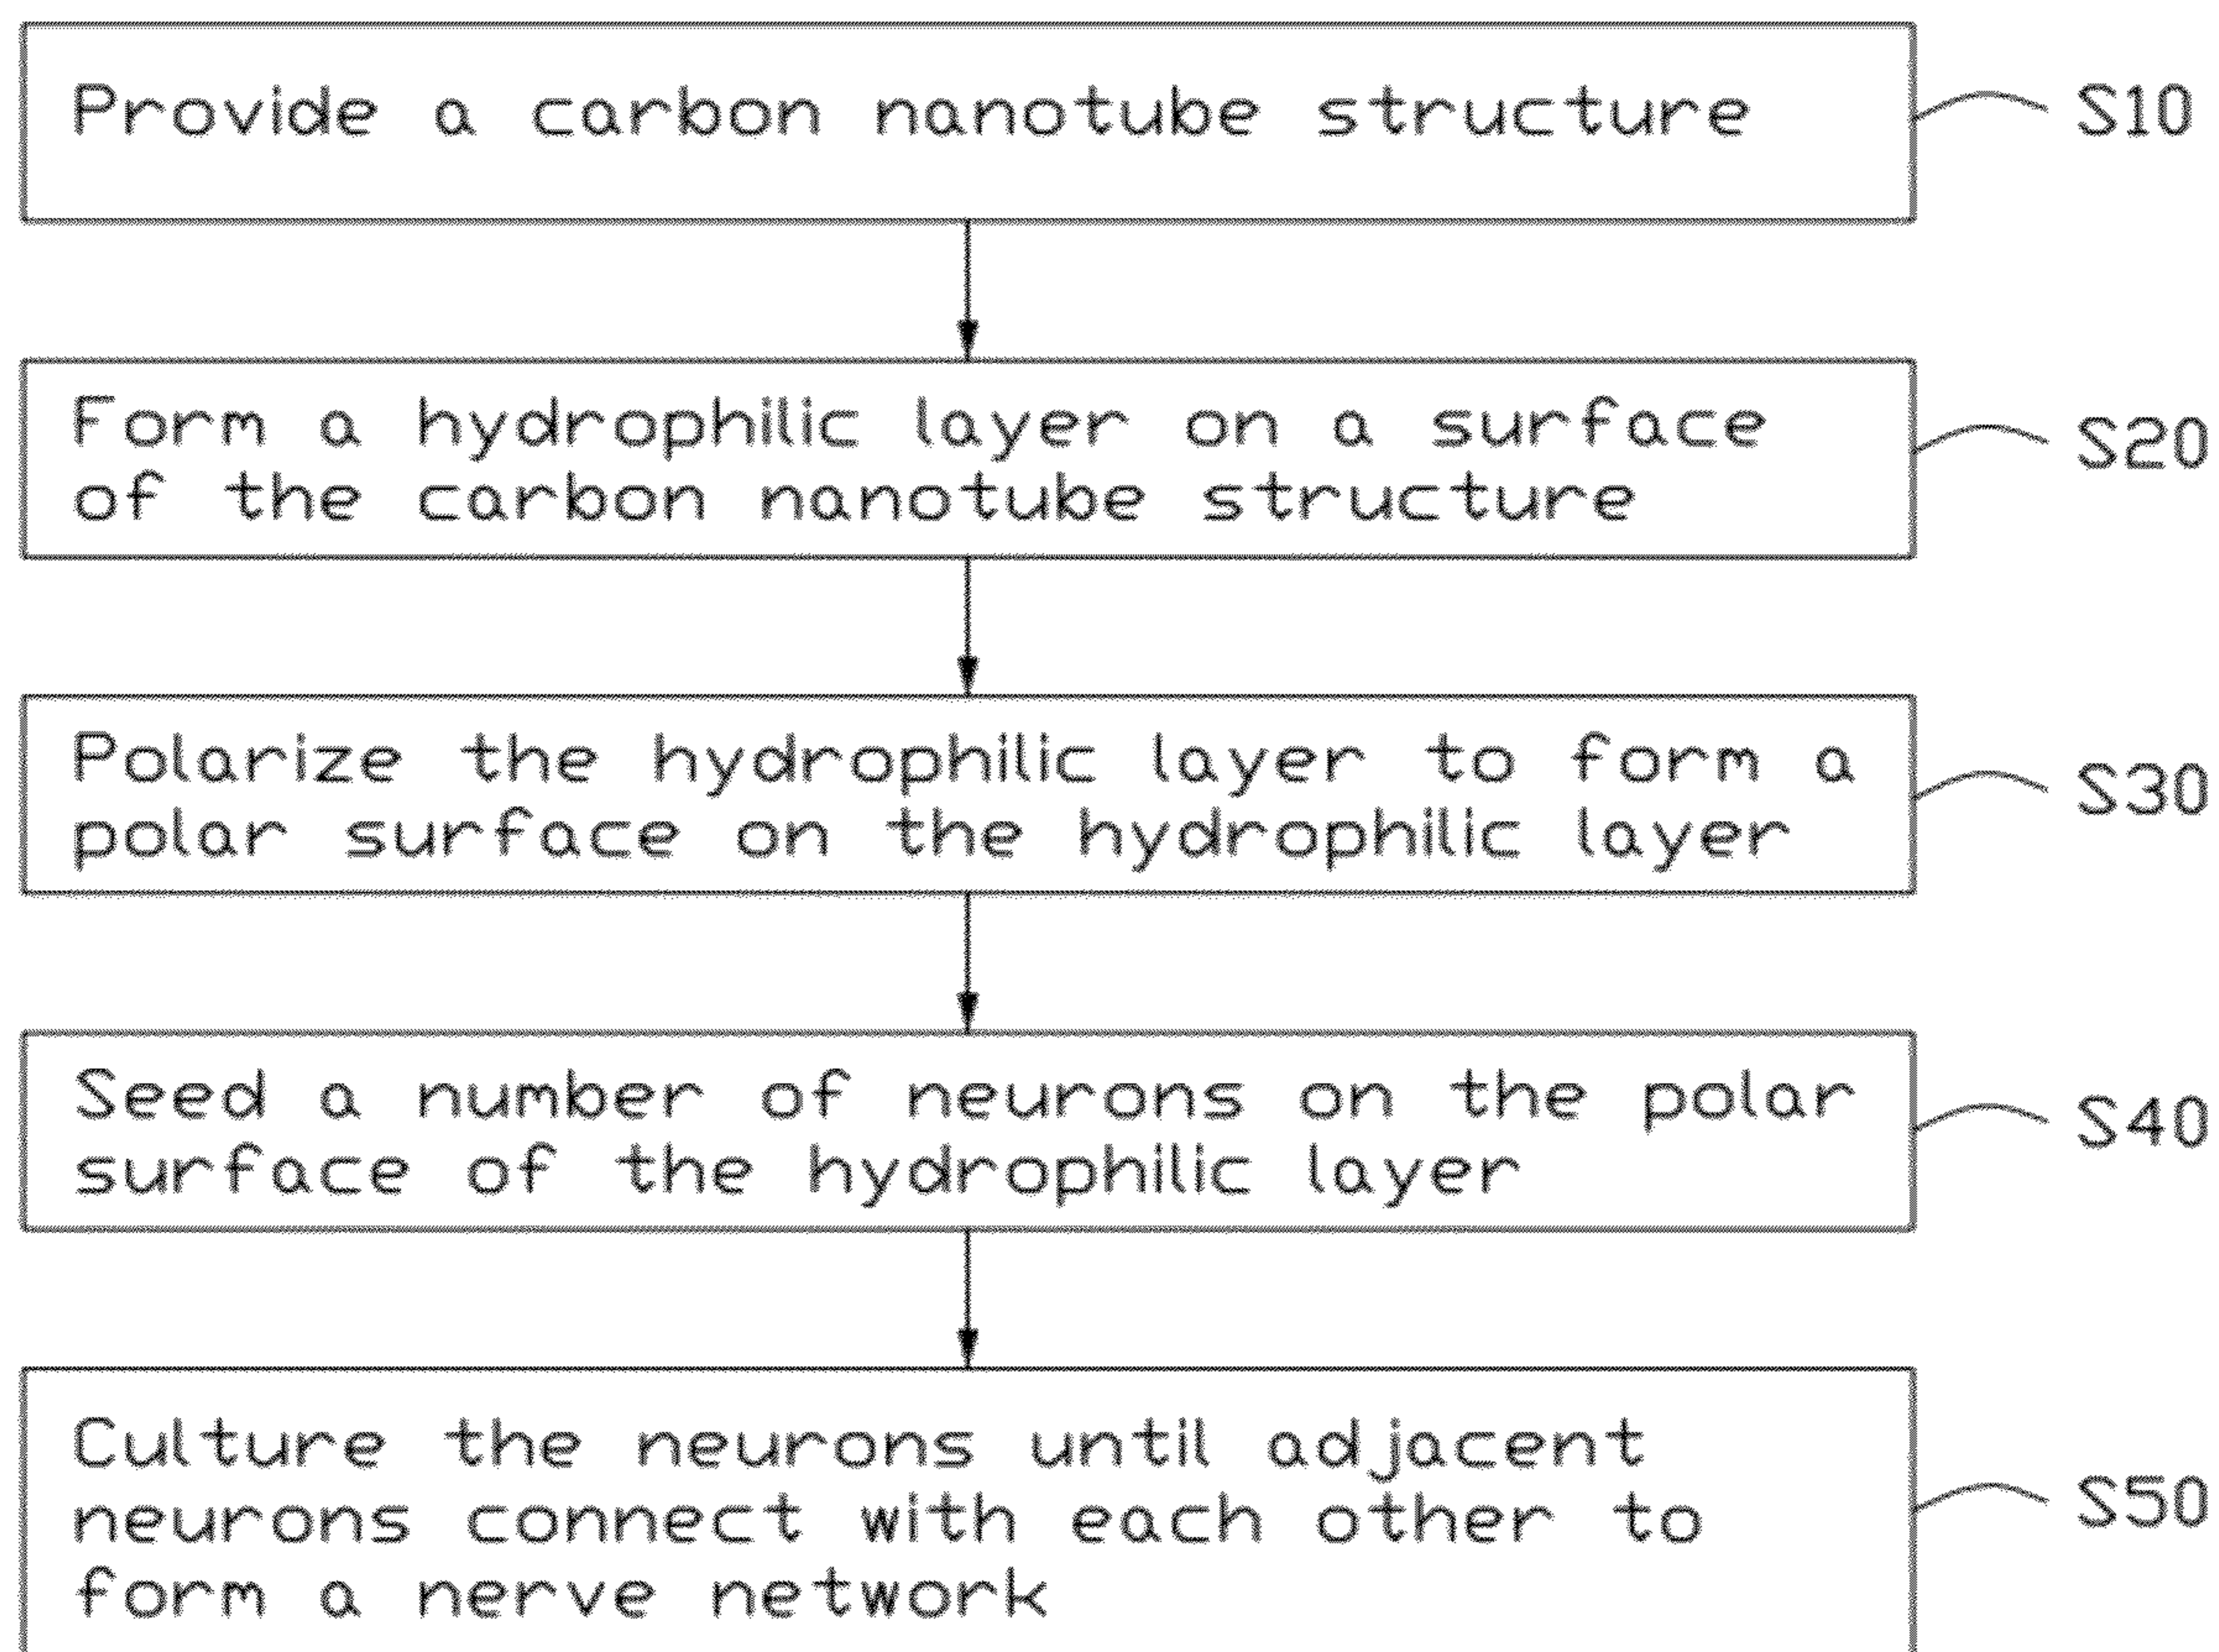 Provide a carbon nanotube structure
S10
Form a hydrophilic layer on a surface
of the carbon nanotube structure
S20
Polarize the hydrophilic layer to form a
polar surface on the hydrophilic layer
S30
Seed a number of neurons on the polar
surface of the hydrophilic layer
S40
Culture the neurons until adjacent
neurons connect with each other to
form a nerve network
S50